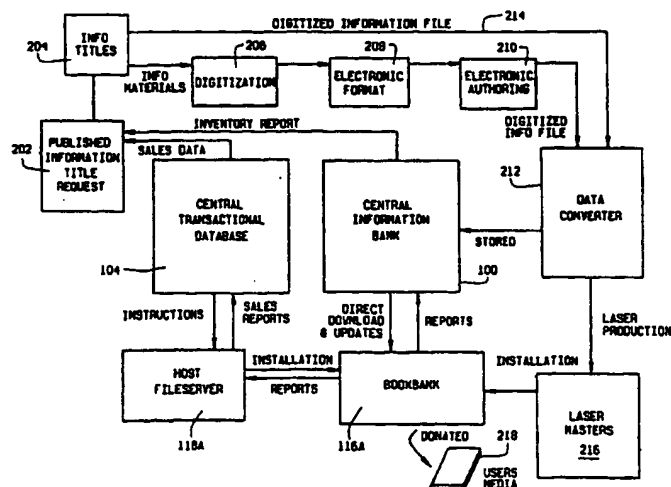 DIGITIZED INFORMATION FILE
214
204
INFO
TITLES
206
208
210
INFO
MATERIALS
DIGITIZATION
ELECTRONIC
FORMAT
ELECTRONIC
AUTHORING
INVENTORY REPORT
DIGITIZED
INFO FILE
202
PUBLISHED
INFORMATION
TITLE
REQUEST
SALES DATA
212
CENTRAL
TRANSACTIONAL
DATABASE
CENTRAL
INFORMATION
BANK
DATA
CONVERTER
STORED
104
100
INSTRUCTIONS
SALES
REPORTS
DIRECT
DOWNLOAD
& UPDATES
REPORTS
LASER
PRODUCTION
HOST
FILESERVER
INSTALLATION
REPORTS
BOOKBANK
INSTALLATION
118A
116A
DONATED
218
USERS
MEDIA
LASER
MASTERS
216